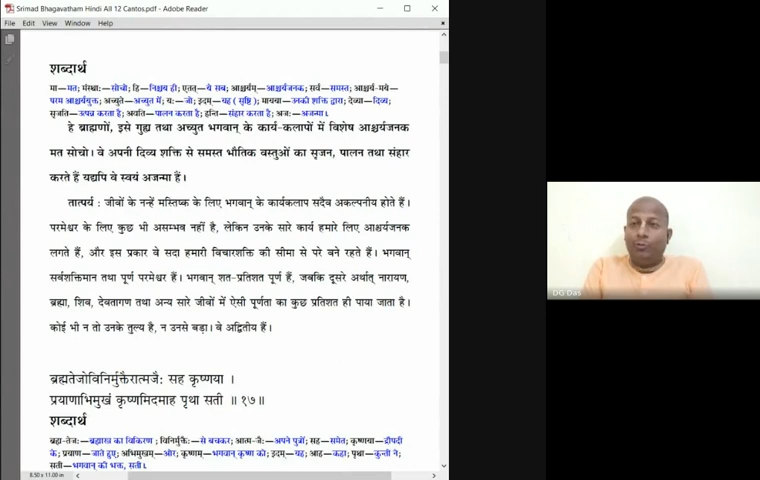 Srimad Bhagavatham Hindi All 12 Cantos.pdf - Adobe Reader
File Edit View Window Help
शब्दार्थ
मा—मत; मंस्थाः—सोचो; हि—निश्चय ही; एतत्—ये सब; आश्चर्यम्—आश्चर्यजनक; सर्व—समस्त; आश्चर्य-मये—
परम आश्चर्ययुक्त; अच्युते—अच्युत में; यः—जो; इदम्—यह (सृष्टि); मायया—उनकी शक्ति द्वारा; देव्या—दिव्य;
सृजति—उत्पन्न करता है; अवति—पालन करता है; हन्ति—संहार करता है; अजः—अजन्मा।
हे ब्राह्मणों, इसे गुह्य तथा अच्युत भगवान् के कार्य-कलापों में विशेष आश्चर्यजनक
मत सोचो। वे अपनी दिव्य शक्ति से समस्त भौतिक वस्तुओं का सृजन, पालन तथा संहार
करते हैं यद्यपि वे स्वयं अजन्मा हैं।
तात्पर्य : जीवों के नन्हें मस्तिष्क के लिए भगवान् के कार्यकलाप सदैव अकल्पनीय होते हैं।
परमेश्वर के लिए कुछ भी असम्भव नहीं है, लेकिन उनके सारे कार्य हमारे लिए आश्चर्यजनक
लगते हैं, और इस प्रकार वे सदा हमारी विचारशक्ति की सीमा से परे बने रहते हैं। भगवान्
सर्वशक्तिमान तथा पूर्ण परमेश्वर हैं। भगवान् शत-प्रतिशत पूर्ण हैं, जबकि दूसरे अर्थात् नारायण,
ब्रह्मा, शिव, देवतागण तथा अन्य सारे जीवों में ऐसी पूर्णता का कुछ प्रतिशत ही पाया जाता है।
कोई भी न तो उनके तुल्य है, न उनसे बड़ा। वे अद्वितीय हैं।
ब्रह्मतेजोविनिर्मुक्तैरात्मजैः सह कृष्णया ।
प्रयाणाभिमुखं कृष्णमिदमाह पृथा सती ॥ १७॥
शब्दार्थ
ब्रह्म-तेजः—ब्रह्मास्त्र का विकिरण ; विनिर्मुक्तैः—से बचकर; आत्म-जैः—अपने पुत्रों; सह—समेत; कृष्णया—द्रौपदी
के; प्रयाण—जाते हुए; अभिमुखम्—ओर; कृष्णम्—भगवान् कृष्ण को; इदम्—यह; आह—कहा; पृथा—कुन्ती ने;
सती—भगवान् की भक्त, सती।
8.50 x 11.00 in
DG Das